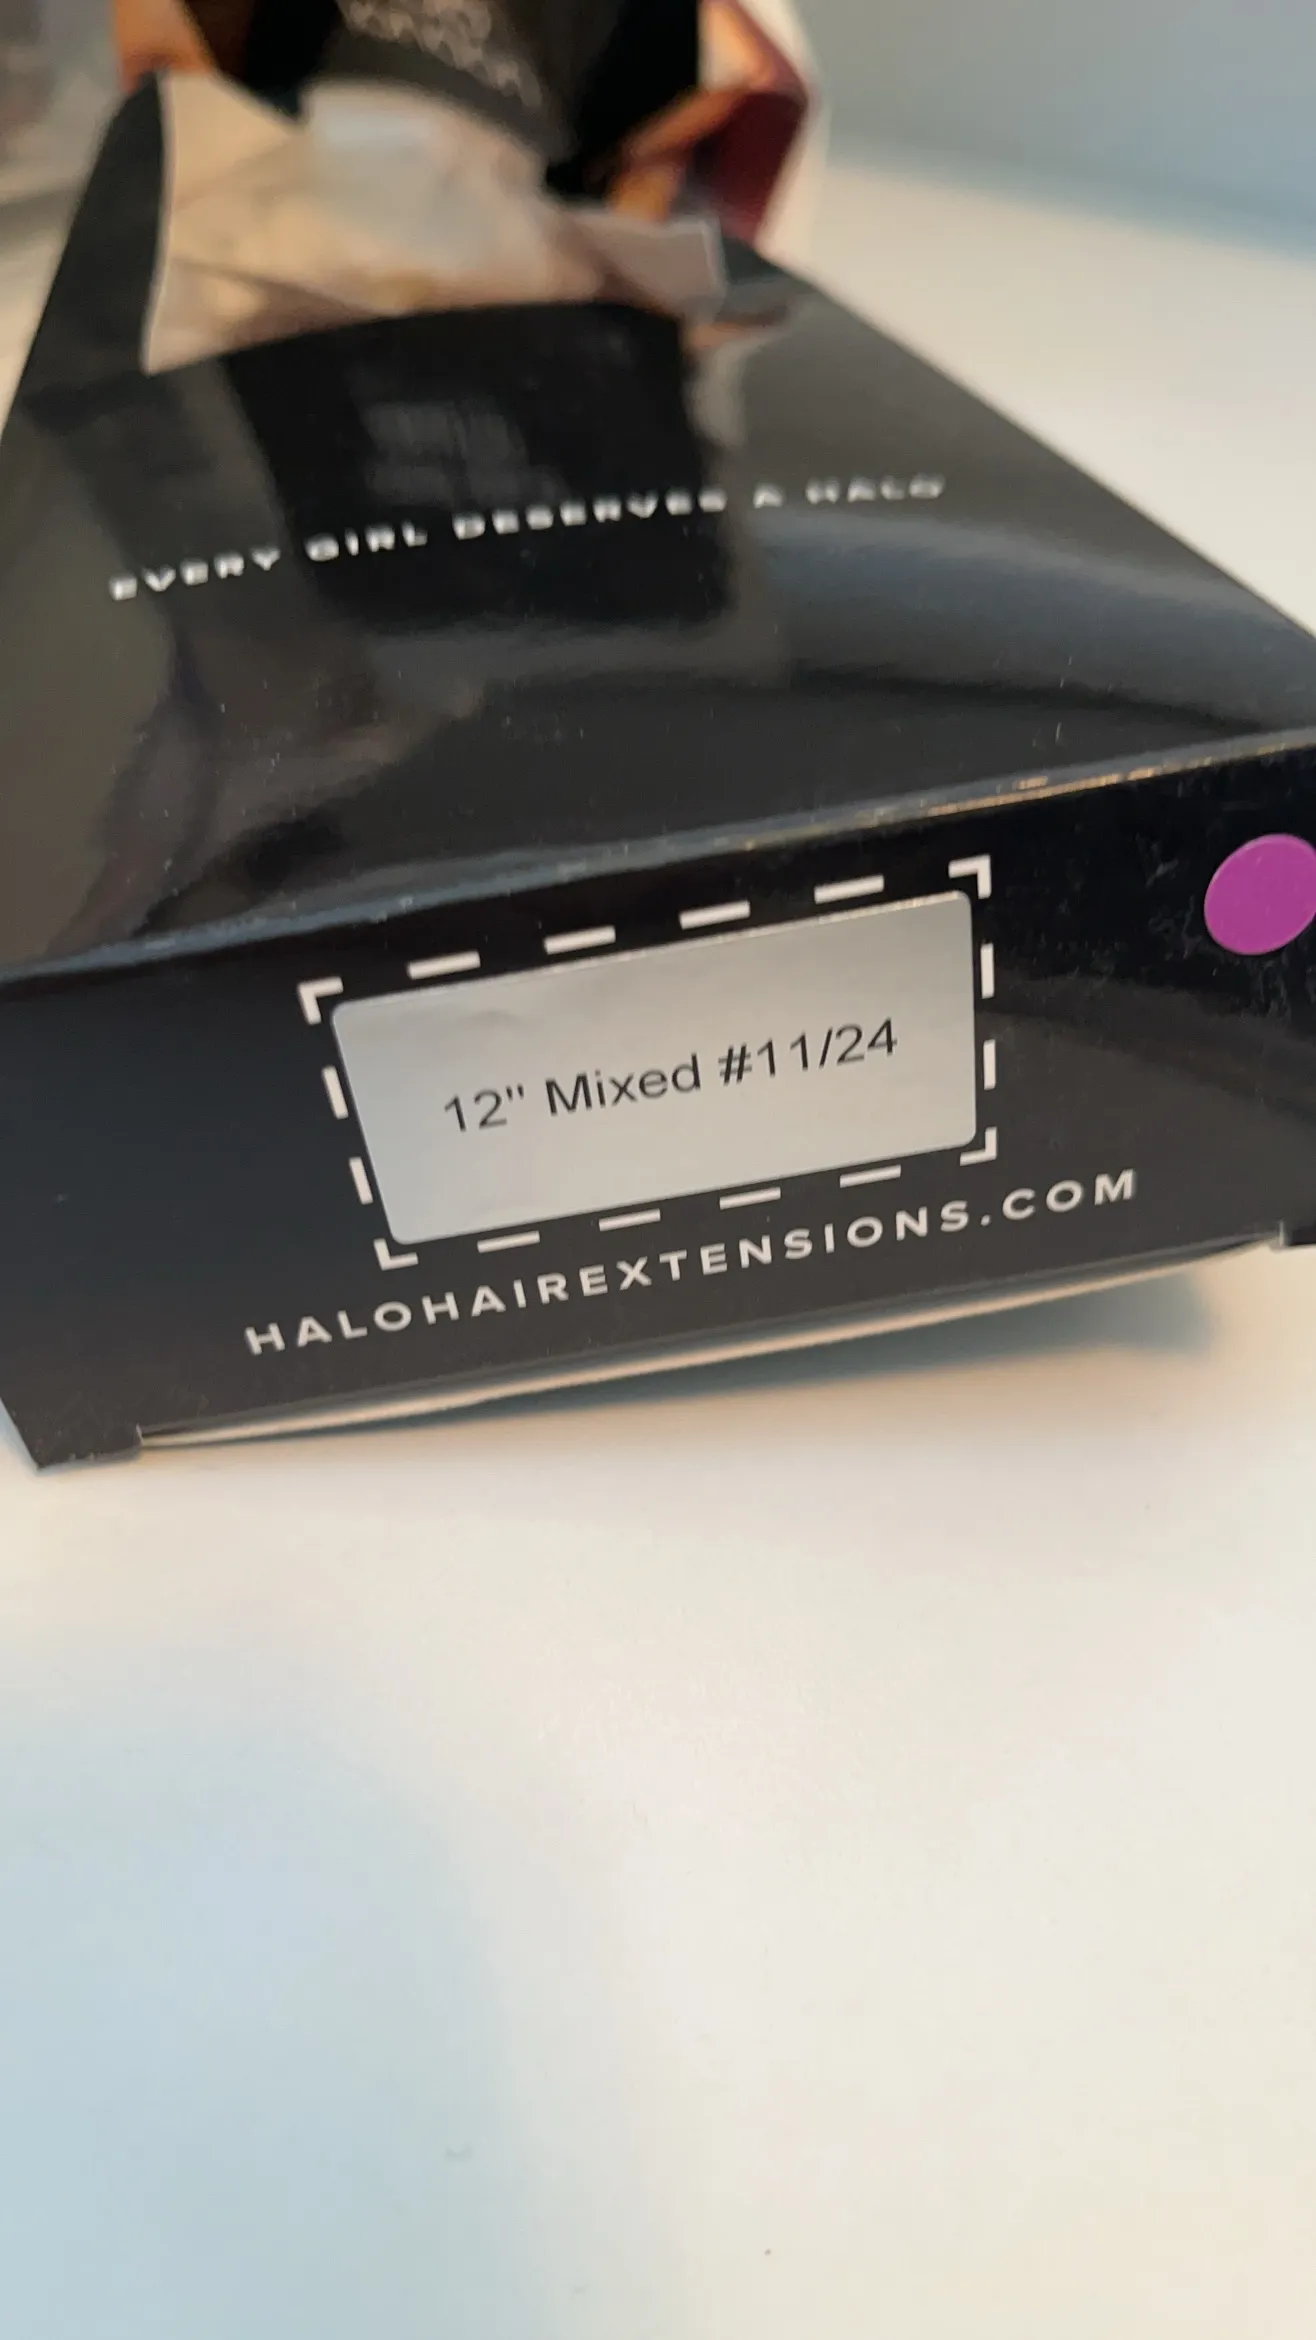 EVERY GIRL DESERVES A HALO
12" Mixed #11/24
HALOHAIREXTENSIONS.COM